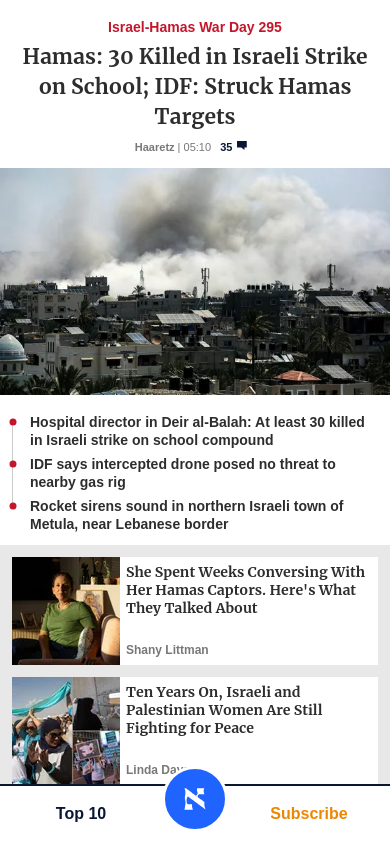 Israel-Hamas War Day 295
Hamas: 30 Killed in Israeli Strike
on School; IDF: Struck Hamas
Targets
Haaretz | 05:10 35
Hospital director in Deir al-Balah: At least 30 killed
in Israeli strike on school compound
IDF says intercepted drone posed no threat to
nearby gas rig
Rocket sirens sound in northern Israeli town of
Metula, near Lebanese border
She Spent Weeks Conversing With
Her Hamas Captors. Here's What
They Talked About
Shany Littman
Ten Years On, Israeli and
Palestinian Women Are Still
Fighting for Peace
Linda
Top 10
Subscribe